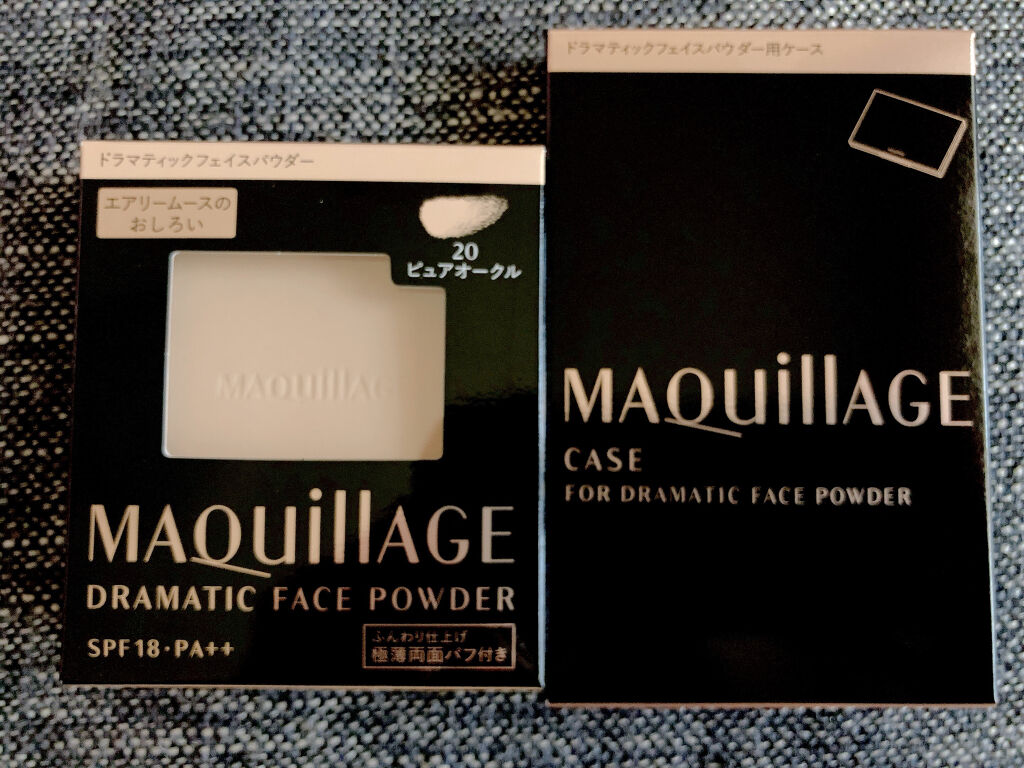 ドラマティックフェイスパウダー
エアリームースの
おしろい
20
ピュアオークル
MAQuillAGE
MAQuillAGE
DRAMATIC FACE POWDER
SPF18・PA++
ふんわり仕上げ
極薄両面パフ付き
ドラマティックフェイスパウダー用ケース
MAQuillAGE
CASE
FOR DRAMATIC FACE POWDER